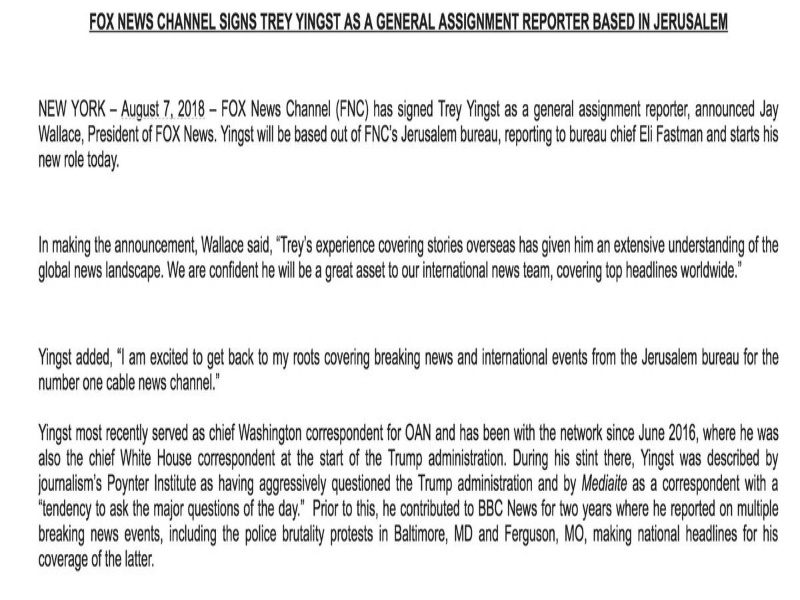 FOX NEWS CHANNEL SIGNS TREY YINGST AS A GENERAL ASSIGNMENT REPORTER BASED IN JERUSALEM
NEW YORK – August 7, 2018 – FOX News Channel (FNC) has signed Trey Yingst as a general assignment reporter, announced Jay
Wallace, President of FOX News. Yingst will be based out of FNC's Jerusalem bureau, reporting to bureau chief Eli Fastman and starts his
new role today.
In making the announcement, Wallace said, “Trey's experience covering stories overseas has given him an extensive understanding of the
global news landscape. We are confident he will be a great asset to our international news team, covering top headlines worldwide.”
Yingst added, “I am excited to get back to my roots covering breaking news and international events from the Jerusalem bureau for the
number one cable news channel.”
Yingst most recently served as chief Washington correspondent for OAN and has been with the network since June 2016, where he was
also the chief White House correspondent at the start of the Trump administration. During his stint there, Yingst was described by
journalism's Poynter Institute as having aggressively questioned the Trump administration and by Mediaite as a correspondent with a
“tendency to ask the major questions of the day.” Prior to this, he contributed to BBC News for two years where he reported on multiple
breaking news events, including the police brutality protests in Baltimore, MD and Ferguson, MO, making national headlines for his
coverage of the latter.